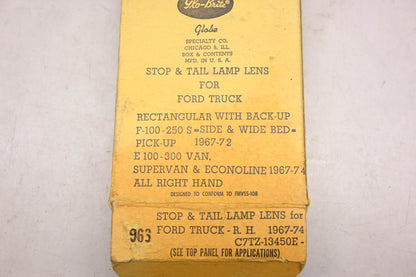 Glo-Brite
Globe
SPECIALTY CO.
CHICAGO 5, ILL.
BOX & CONTENTS
MFD. IN U. S. A.
STOP & TAIL LAMP LENS
FOR
FORD TRUCK
RECTANGULAR WITH BACK-UP
F-100-250 S=SIDE & WIDE BED=
PICK-UP 1967-72
E 100-300 VAN,
SUPERVAN & ECONOLINE 1967-74
ALL RIGHT HAND
DESIGNED TO CONFORM TO FMVSS-108
STOP & TAIL LAMP LENS for
963 FORD TRUCK - R. H. 1967-74
C7TZ-13450E -
(SEE TOP PANEL FOR APPLICATIONS)